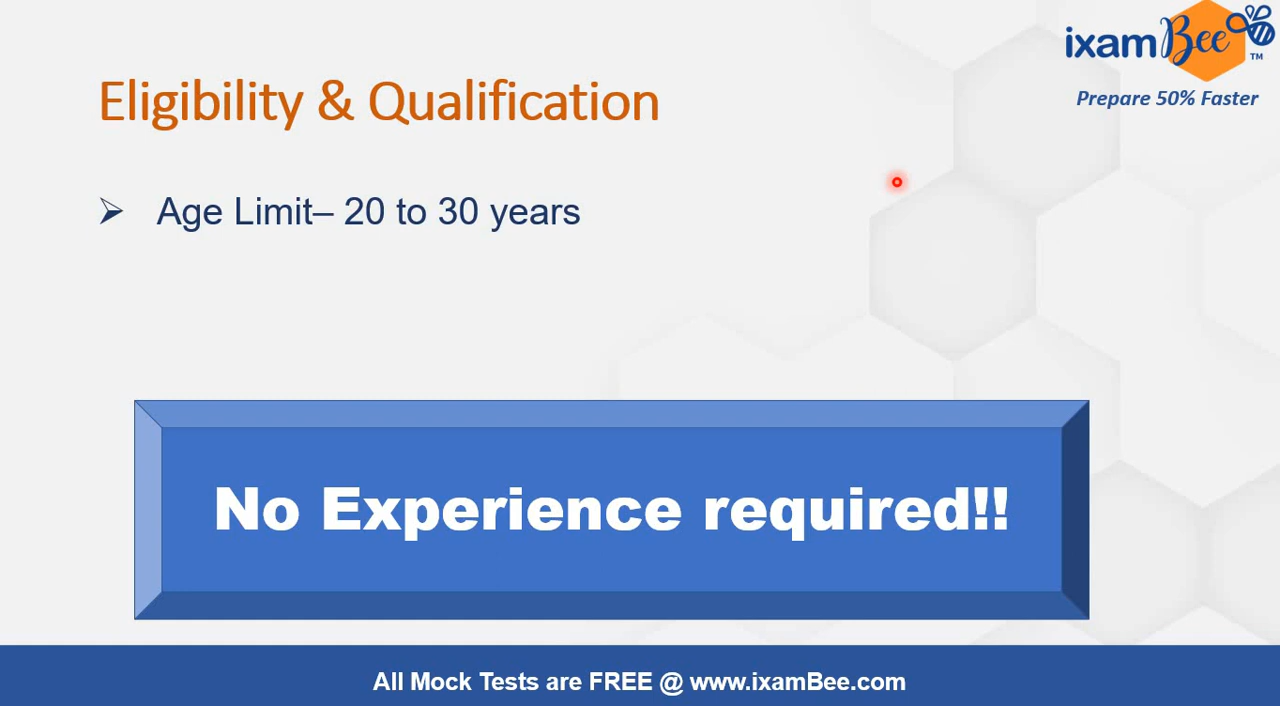 ixamBee™
Prepare 50% Faster
Eligibility & Qualification
➢ Age Limit– 20 to 30 years
No Experience required!!
All Mock Tests are FREE @ www.ixamBee.com